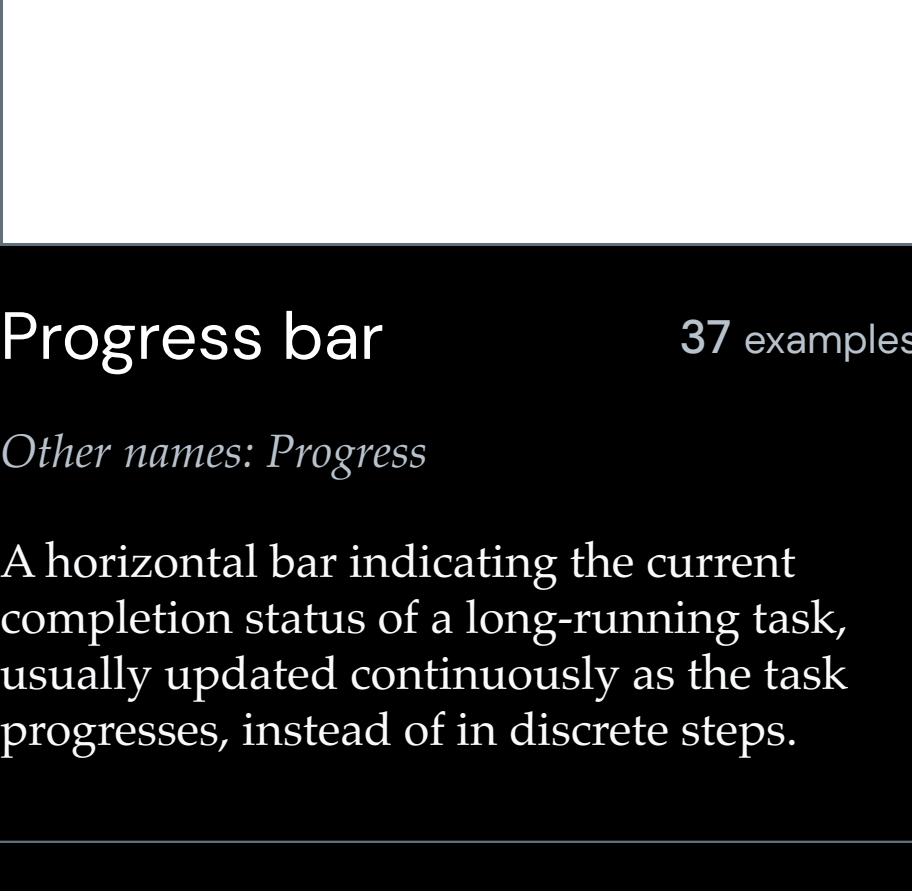 Progress bar
37 examples
Other names: Progress
A horizontal bar indicating the current
completion status of a long-running task,
usually updated continuously as the task
progresses, instead of in discrete steps.